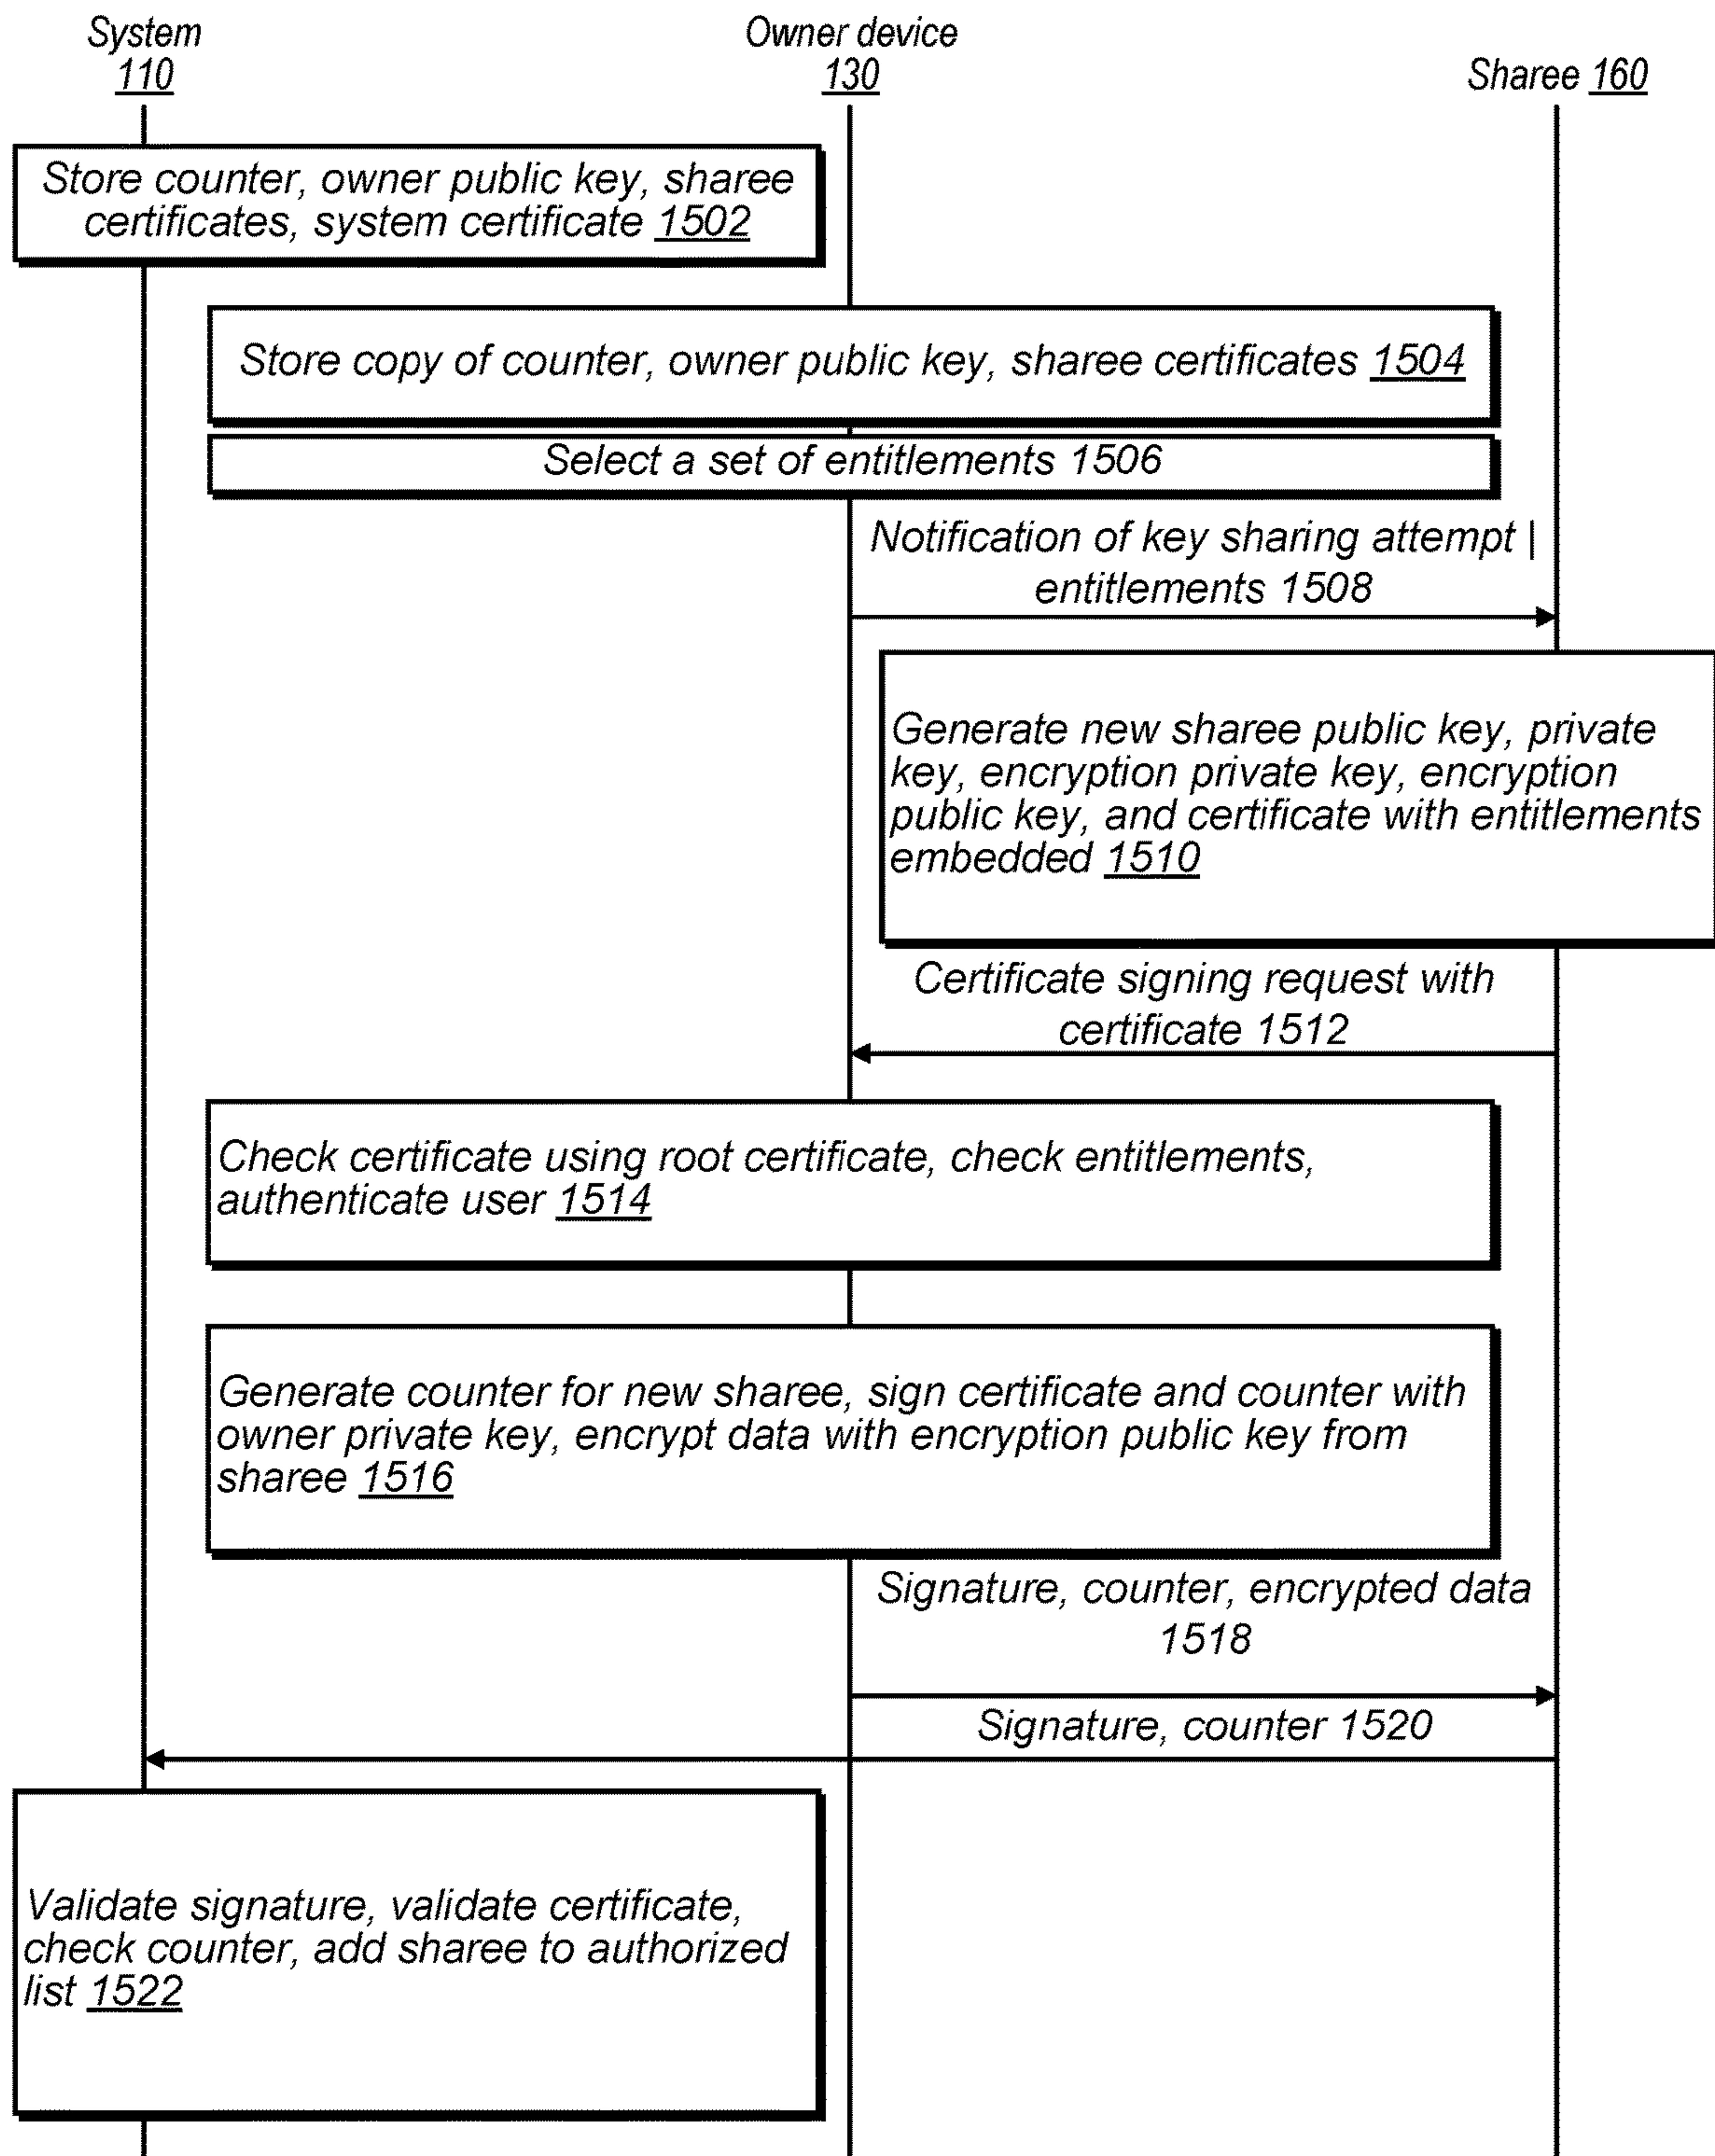 System
110
Owner device
130
Sharee 160
Store counter, owner public key, sharee
certificates, system certificate 1502
Store copy of counter, owner public key, sharee certificates 1504
Select a set of entitlements 1506
Notification of key sharing attempt |
entitlements 1508
Generate new sharee public key, private
key, encryption private key, encryption
public key, and certificate with entitlements
embedded 1510
Certificate signing request with
certificate 1512
Check certificate using root certificate, check entitlements,
authenticate user 1514
Generate counter for new sharee, sign certificate and counter with
owner private key, encrypt data with encryption public key from
sharee 1516
Signature, counter, encrypted data
1518
Signature, counter 1520
Validate signature, validate certificate,
check counter, add sharee to authorized
list 1522